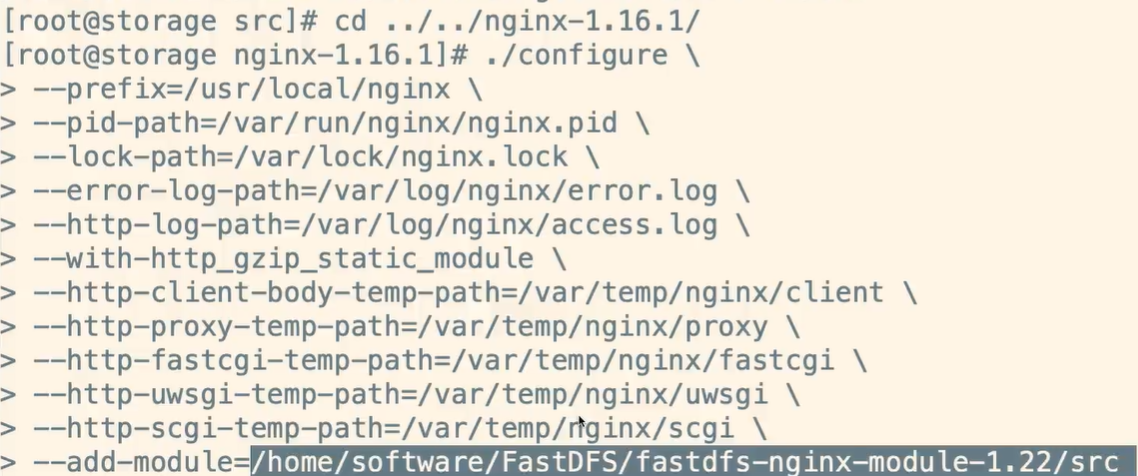 [root@storage src]# cd ../../nginx-1.16.1/
[root@storage nginx-1.16.1]# ./configure \
> --prefix=/usr/local/nginx \
> --pid-path=/var/run/nginx/nginx.pid \
> --lock-path=/var/lock/nginx.lock \
> --error-log-path=/var/log/nginx/error.log \
> --http-log-path=/var/log/nginx/access.log \
> --with-http_gzip_static_module \
> --http-client-body-temp-path=/var/temp/nginx/client \
> --http-proxy-temp-path=/var/temp/nginx/proxy \
> --http-fastcgi-temp-path=/var/temp/nginx/fastcgi \
> --http-uwsgi-temp-path=/var/temp/nginx/uwsgi \
> --http-scgi-temp-path=/var/temp/nginx/scgi \
> --add-module=/home/software/FastDFS/fastdfs-nginx-module-1.22/src